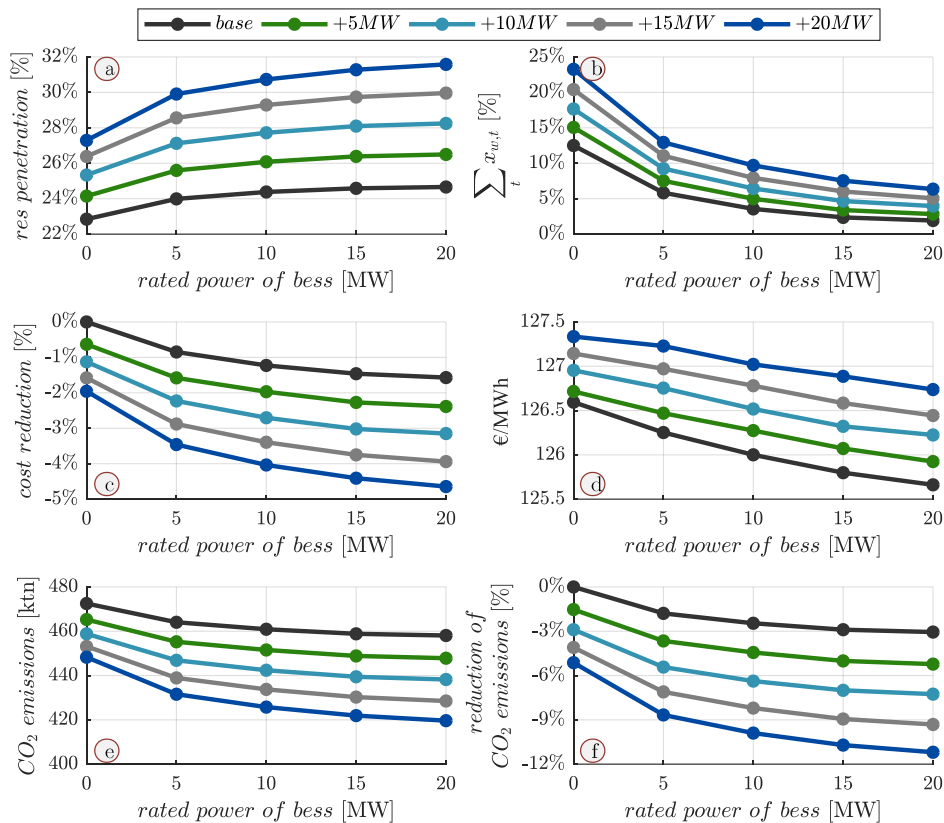 base +5MW +10MW +15MW +20MW
a
res penetration [%]
32%
30%
28%
26%
24%
22%
0 5 10 15 20
rated power of bess [MW]
b
∑_t x_{w,t} [%]
25%
20%
15%
10%
5%
0%
0 5 10 15 20
rated power of bess [MW]
c
cost reduction [%]
0%
-1%
-2%
-3%
-4%
-5%
0 5 10 15 20
rated power of bess [MW]
d
€/MWh
127.5
127
126.5
126
125.5
0 5 10 15 20
rated power of bess [MW]
e
CO₂ emissions [ktn]
480
460
440
420
400
0 5 10 15 20
rated power of bess [MW]
f
reduction of
CO₂ emissions [%]
0%
-3%
-6%
-9%
-12%
0 5 10 15 20
rated power of bess [MW]